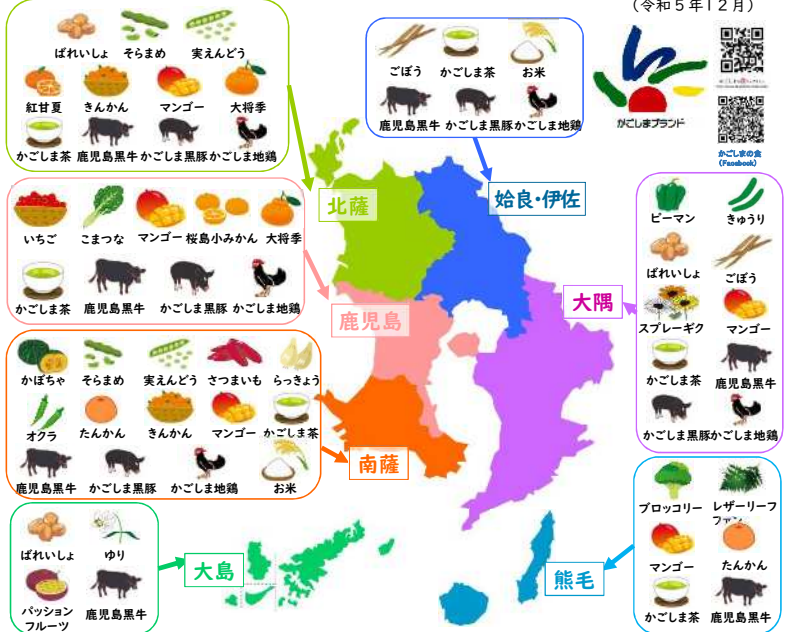 (令和5年12月)
ばれいしょ そらまめ 実えんどう
紅甘夏 きんかん マンゴー 大将季
かごしま茶 鹿児島黒牛 かごしま黒豚 かごしま地鶏
ごぼう かごしま茶 お米
鹿児島黒牛 かごしま黒豚 かごしま地鶏
かごしまブランド
かごしまの食
(Facebook)
北薩
姶良・伊佐
いちご こまつな マンゴー 桜島小みかん 大将季
かごしま茶 鹿児島黒牛 かごしま黒豚 かごしま地鶏
鹿児島
大隅
ピーマン きゅうり
ばれいしょ ごぼう
スプレーギク マンゴー
かごしま茶 鹿児島黒牛
かごしま黒豚 かごしま地鶏
かぼちゃ そらまめ 実えんどう さつまいも らっきょう
オクラ たんかん きんかん マンゴー かごしま茶
鹿児島黒牛 かごしま黒豚 かごしま地鶏 お米
南薩
ばれいしょ ゆり
パッション
フルーツ 鹿児島黒牛
大島
熊毛
ブロッコリー レザーリーフ
ファン
マンゴー たんかん
かごしま茶 鹿児島黒牛